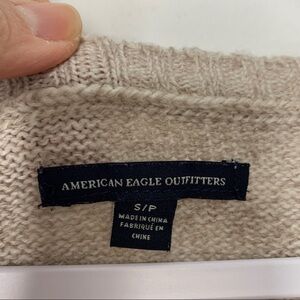 AMERICAN EAGLE OUTFITTERS
S/P
MADE IN CHINA
FABRIQUÉ EN
CHINE